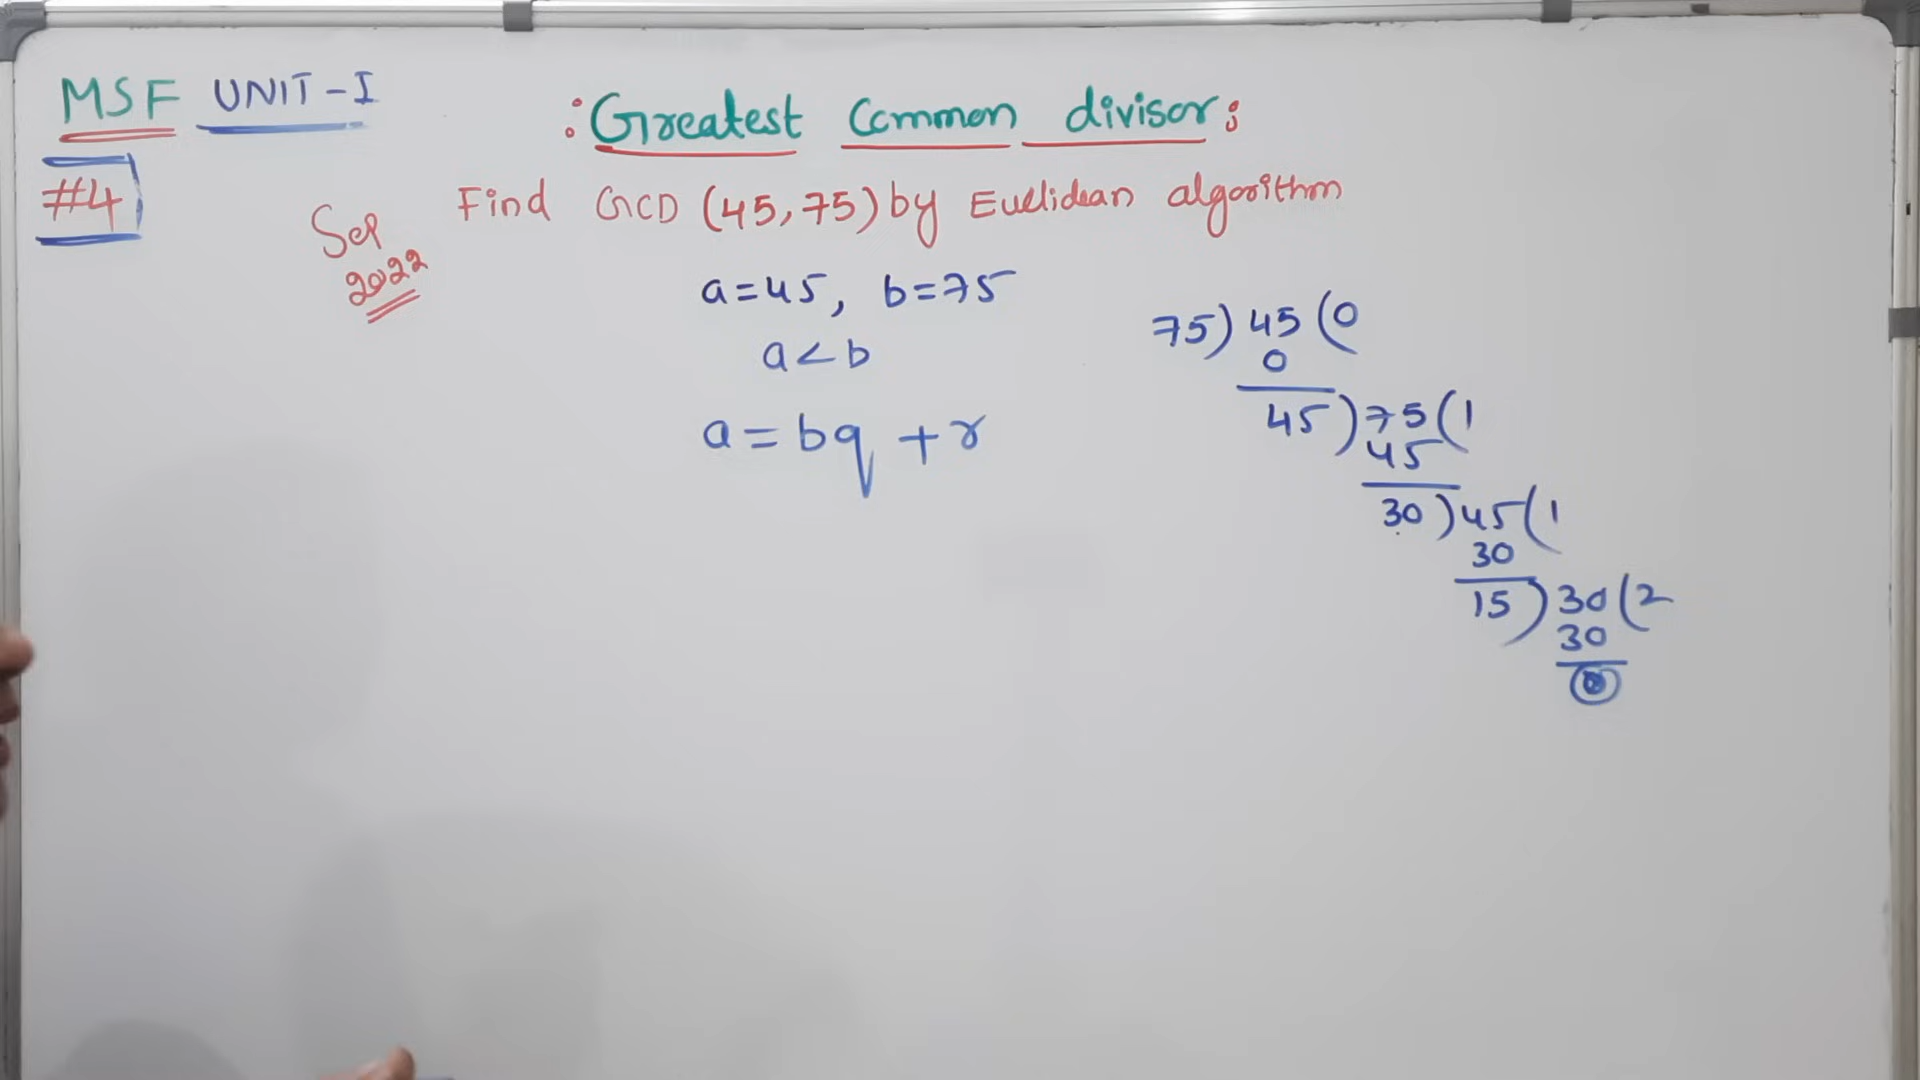 MSF UNIT-I
:Greatest Common divisor:
#4
Sep
2022
Find GCD (45,75) by Euclidean algorithm
a=45, b=75
a<b
a=bq+r
75) 45 (0
0
45) 75 (1
45
30) 45 (1
30
15) 30 (2
30
0